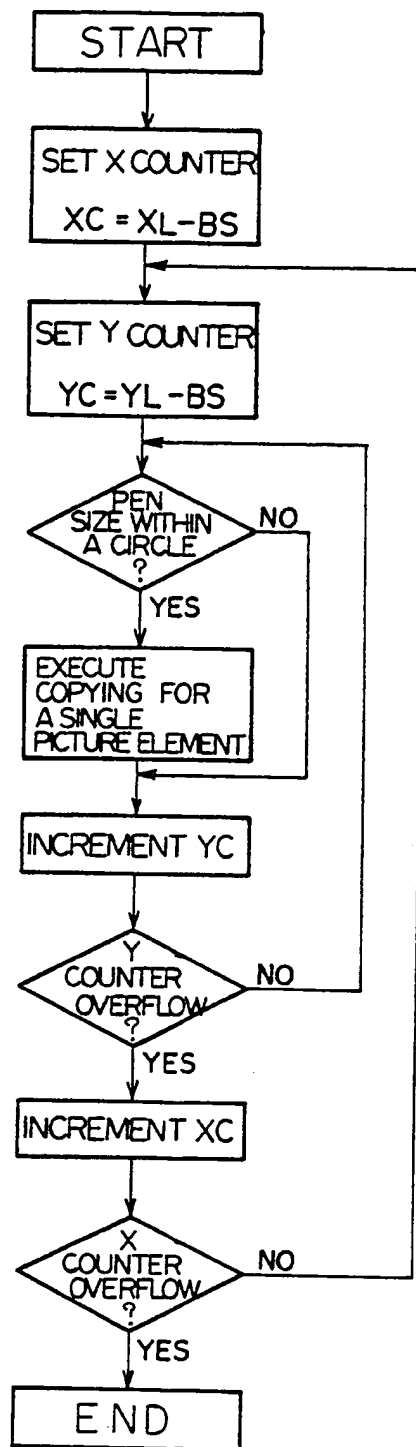 START
SET X COUNTER
XC = XL-BS
SET Y COUNTER
YC = YL-BS
PEN
SIZE WITHIN
A CIRCLE
?
NO
YES
EXECUTE
COPYING FOR
A SINGLE
PICTURE ELEMENT
INCREMENT YC
Y
COUNTER
OVERFLOW
?
NO
YES
INCREMENT XC
X
COUNTER
OVERFLOW
?
NO
YES
END